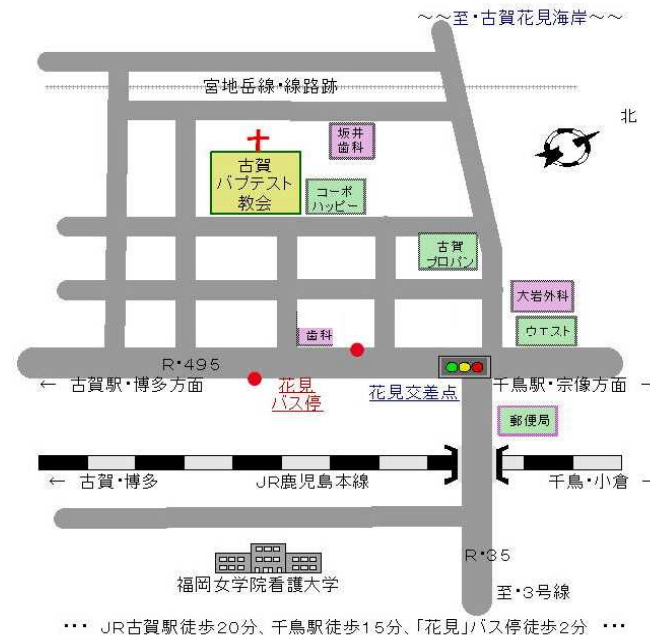 ～～至・古賀花見海岸～～
宮地岳線・線路跡
北
坂井
歯科
古賀
バプテスト
教会
コーポ
ハッピー
古賀
プロパン
大岩外科
ウエスト
歯科
R・495
← 古賀駅・博多方面
花見
バス停
花見交差点
千鳥駅・宗像方面 →
郵便局
← 古賀・博多
JR鹿児島本線
千鳥・小倉 →
R・35
福岡女学院看護大学
至・3号線
･･･ JR古賀駅徒歩20分、千鳥駅徒歩15分、「花見」バス停徒歩2分 ･･･